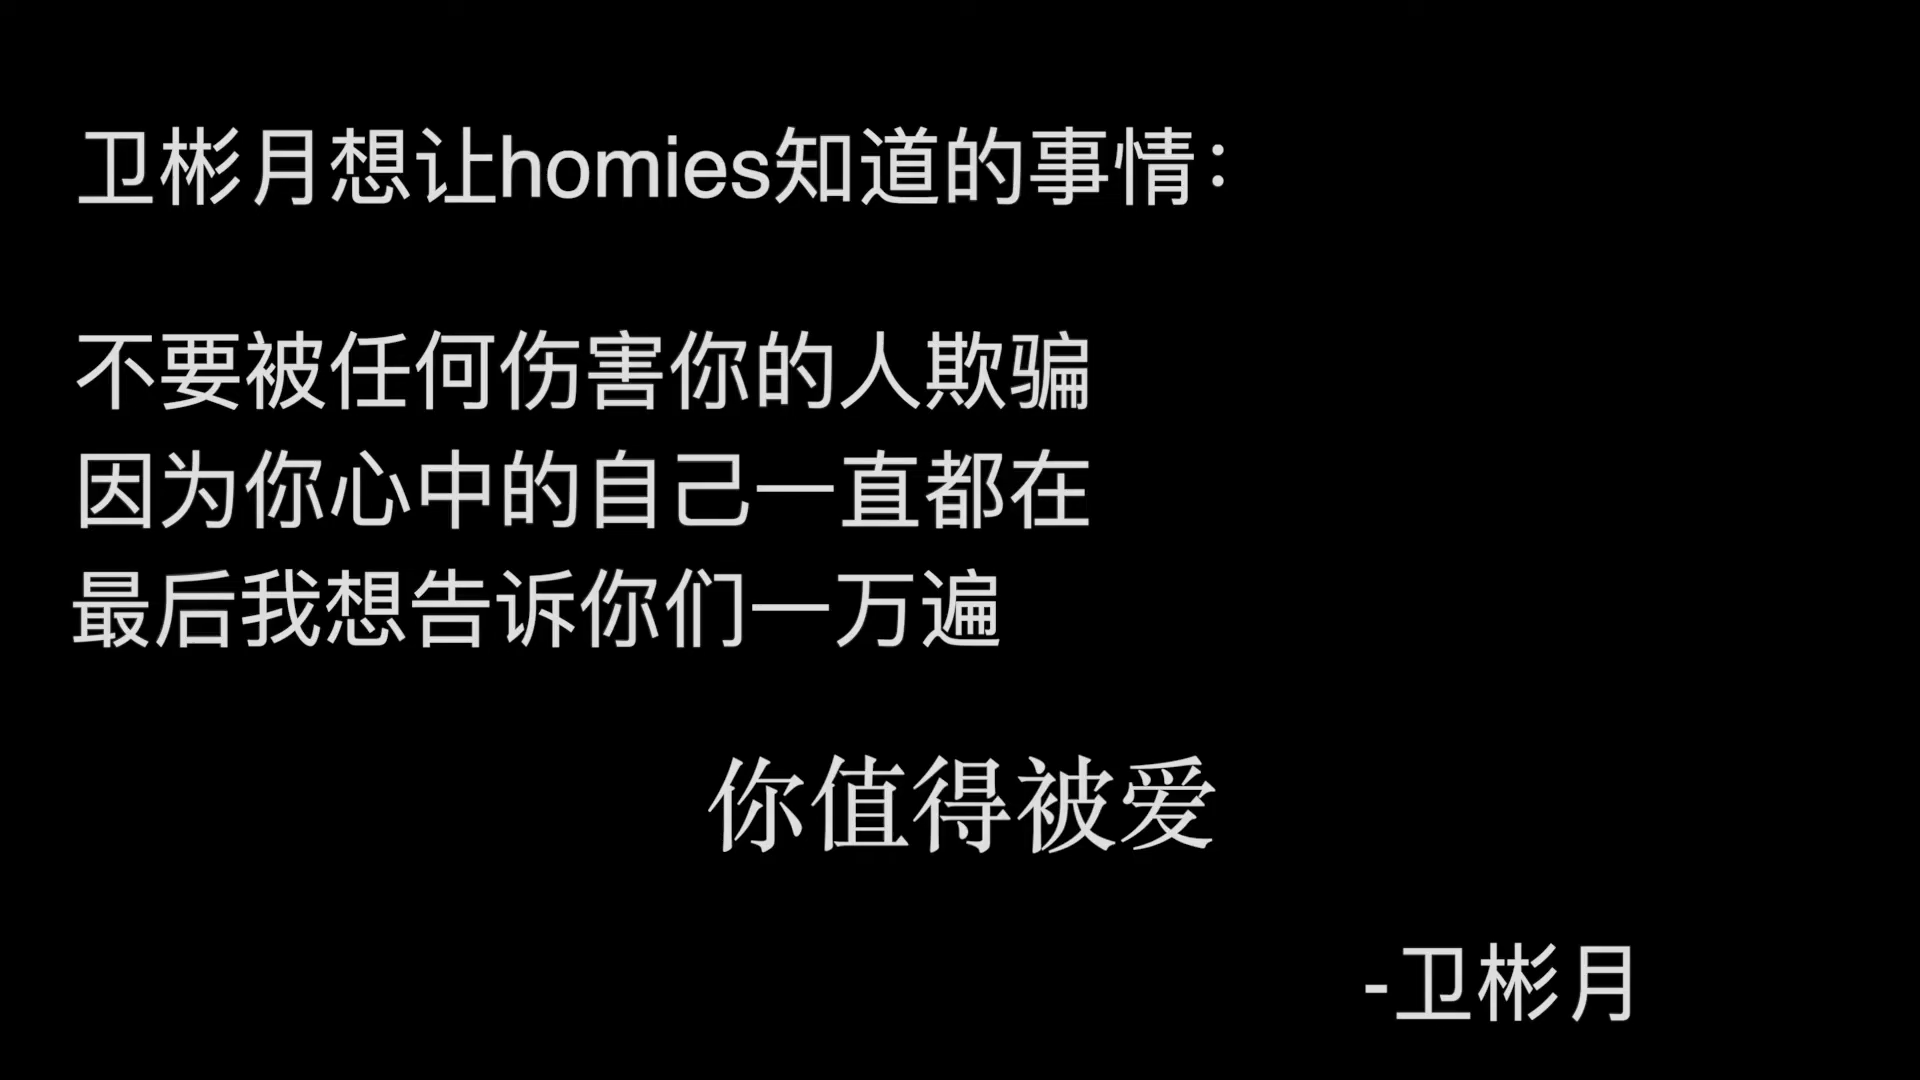 卫彬月想让homies知道的事情：
不要被任何伤害你的人欺骗
因为你心中的自己一直都在
最后我想告诉你们一万遍
你值得被爱
-卫彬月